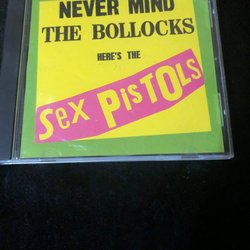 NEVER MIND
THE BOLLOCKS
HERE'S THE
Sex PiSTOLS